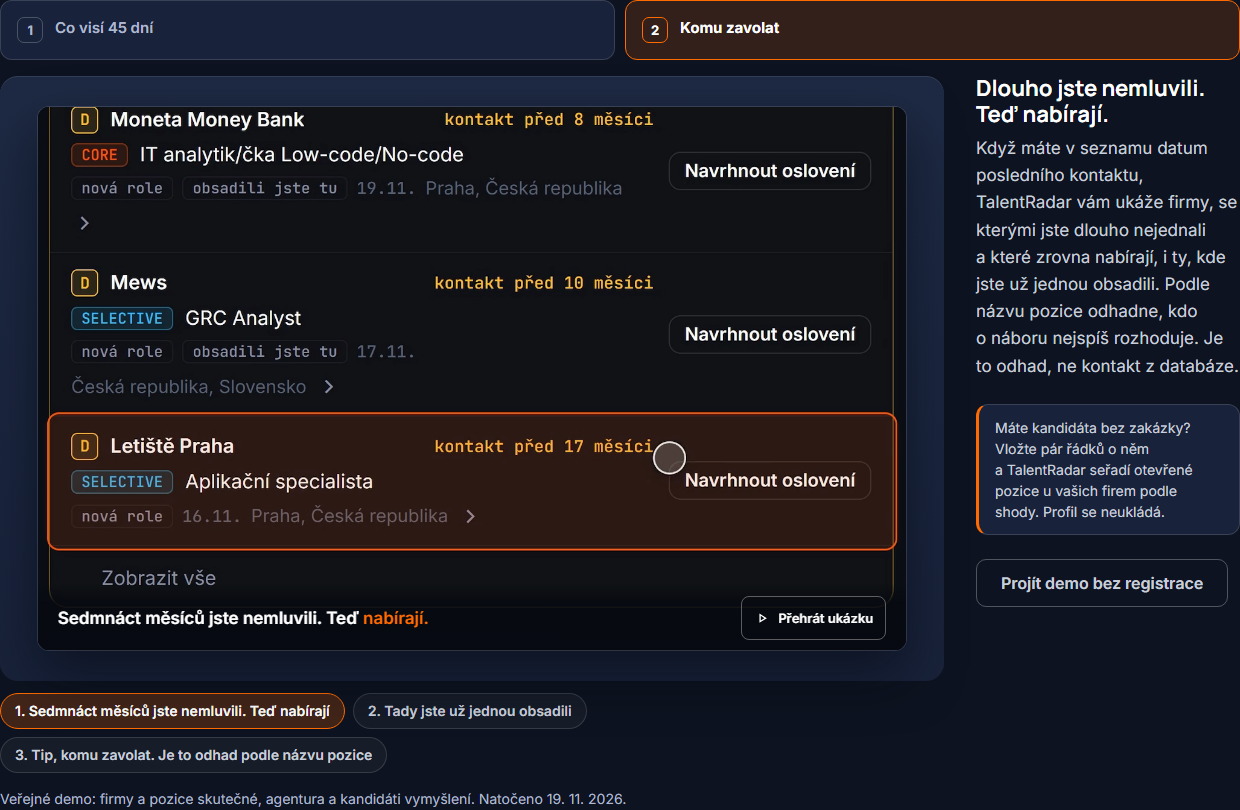 1 Co visí 45 dní
2 Komu zavolat
D Moneta Money Bank kontakt před 8 měsíci
CORE IT analytik/čka Low-code/No-code
Navrhnout oslovení
nová role obsadili jste tu 19.11. Praha, Česká republika
D Mews kontakt před 10 měsíci
SELECTIVE GRC Analyst
Navrhnout oslovení
nová role obsadili jste tu 17.11.
Česká republika, Slovensko
D Letiště Praha kontakt před 17 měsíci
SELECTIVE Aplikační specialista
Navrhnout oslovení
nová role 16.11. Praha, Česká republika
Zobrazit vše
Sedmnáct měsíců jste nemluvili. Teď nabírají.
Přehrát ukázku
1. Sedmnáct měsíců jste nemluvili. Teď nabírají
2. Tady jste už jednou obsadili
3. Tip, komu zavolat. Je to odhad podle názvu pozice
Veřejné demo: firmy a pozice skutečné, agentura a kandidáti vymyšlení. Natočeno 19. 11. 2026.
Dlouho jste nemluvili.
Teď nabírají.
Když máte v seznamu datum
posledního kontaktu,
TalentRadar vám ukáže firmy, se
kterými jste dlouho nejednali
a které zrovna nabírají, i ty, kde
jste už jednou obsadili. Podle
názvu pozice odhadne, kdo
o náboru nejspíš rozhoduje. Je
to odhad, ne kontakt z databáze.
Máte kandidáta bez zakázky?
Vložte pár řádků o něm
a TalentRadar seřadí otevřené
pozice u vašich firem podle
shody. Profil se neukládá.
Projít demo bez registrace